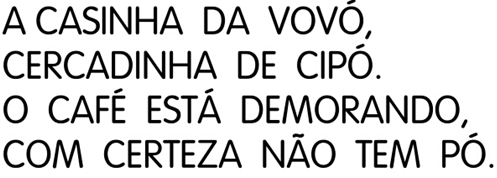 A CASINHA DA VOVÓ,
CERCADINHA DE CIPÓ.
O CAFÉ ESTÁ DEMORANDO,
COM CERTEZA NÃO TEM PÓ.